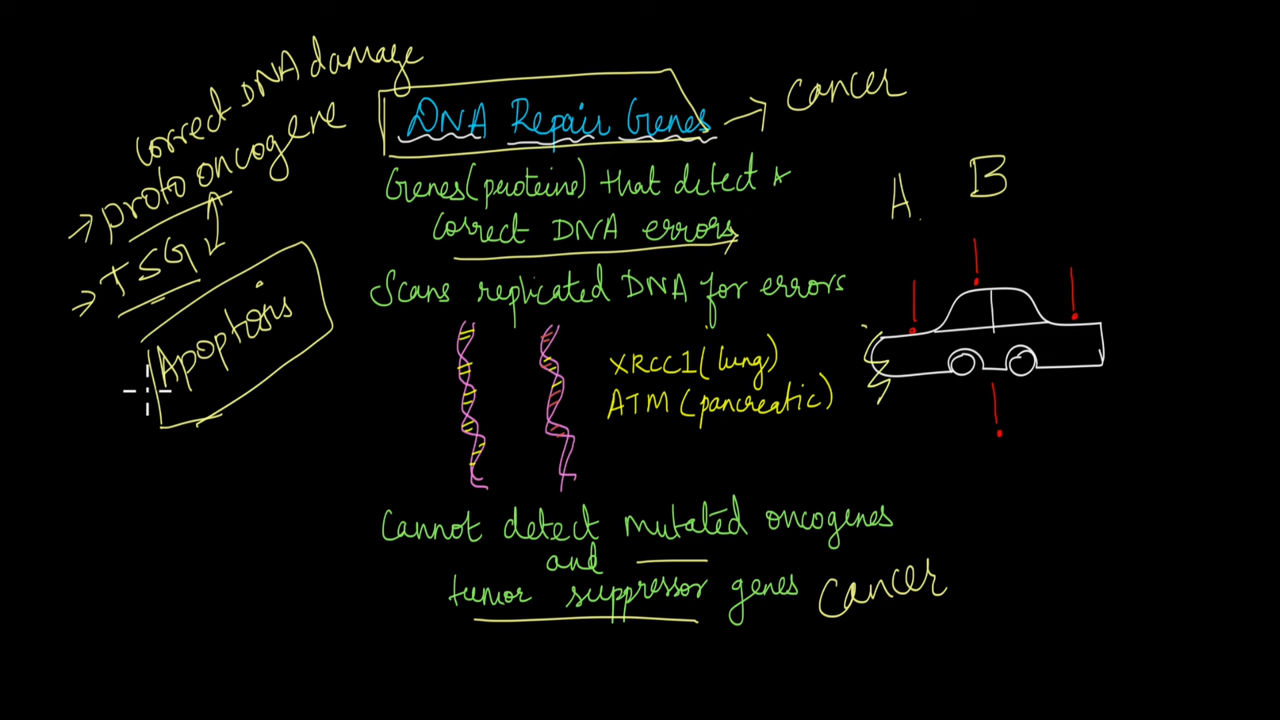 correct DNA damage
→ proto oncogene
→ TSG
Apoptosis
DNA Repair Genes → cancer
Genes (proteins) that detect &
correct DNA errors
Scans replicated DNA for errors
XRCC1 (lung)
ATM (pancreatic)
A B
Cannot detect mutated oncogenes
and
tumor suppressor genes cancer